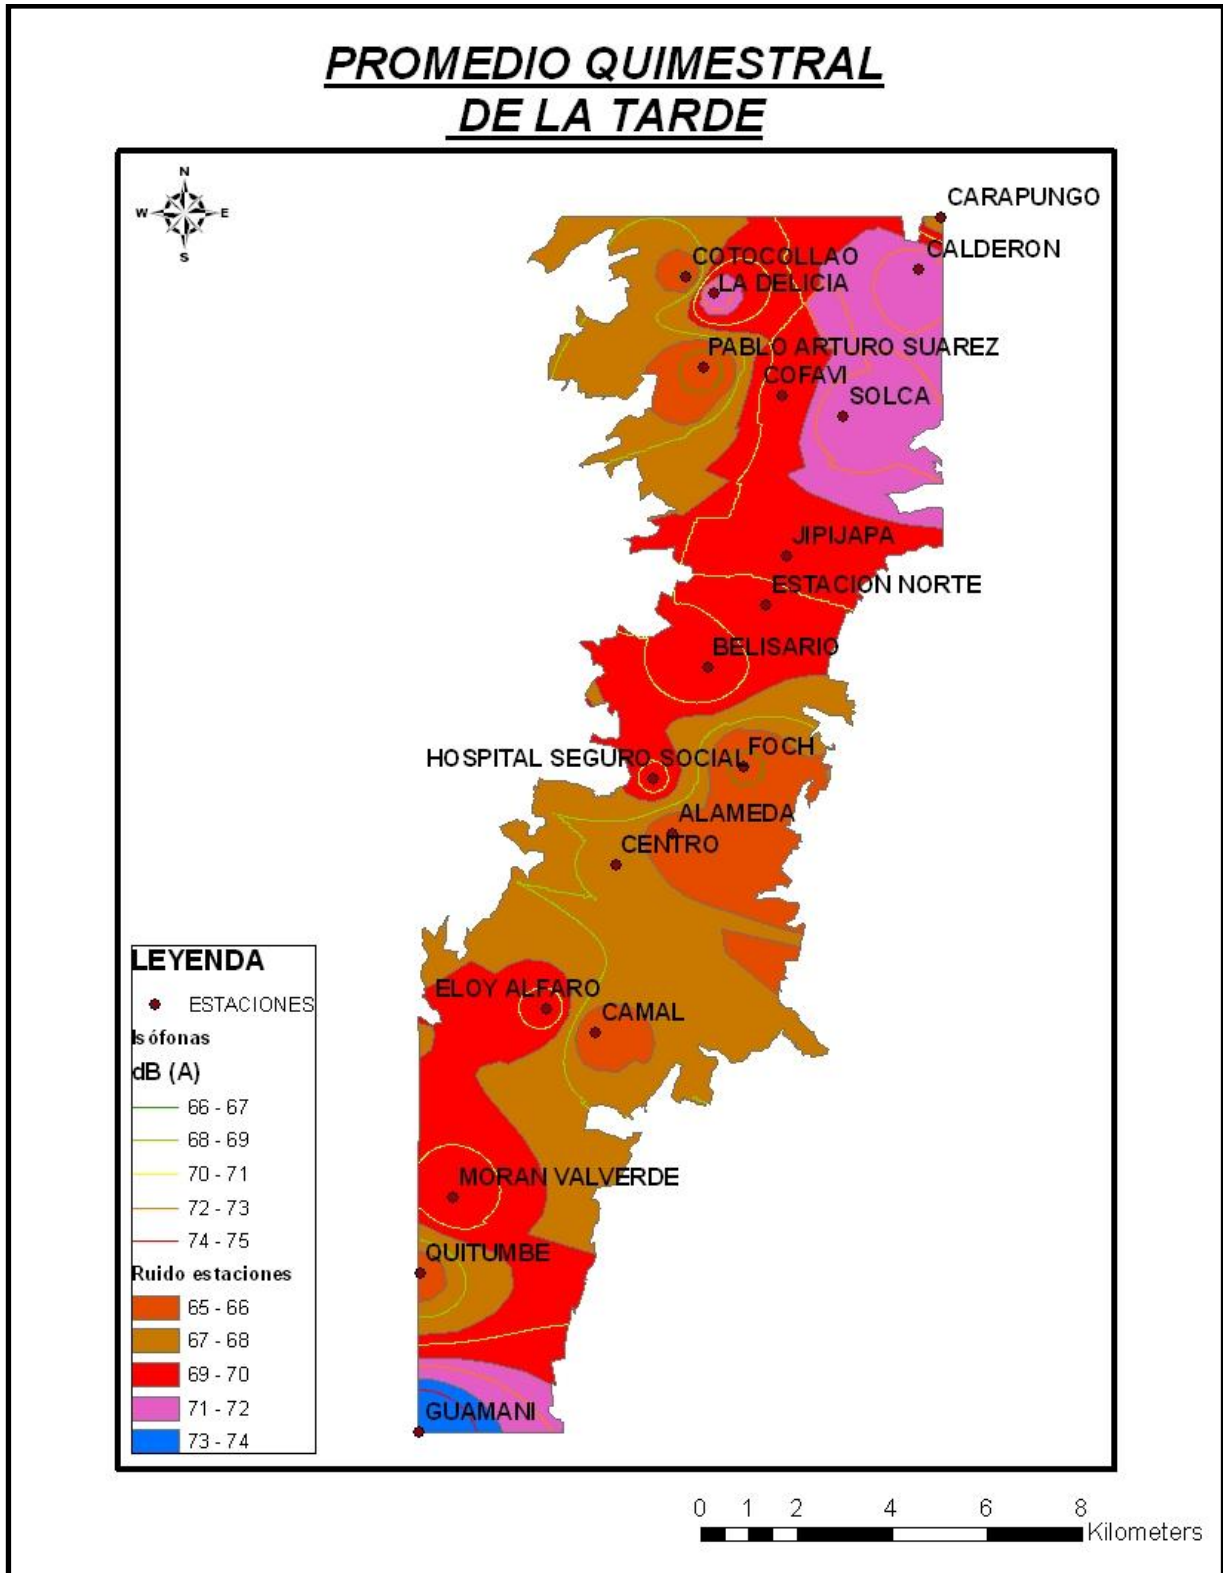 PROMEDIO QUIMESTRAL
DE LA TARDE
N
W
E
S
CARAPUNGO
CALDERON
COTOCOLLAO
LA DELICIA
PABLO ARTURO SUAREZ
COFAVI
SOLCA
JIPIJAPA
ESTACION NORTE
BELISARIO
FOCH
HOSPITAL SEGURO SOCIAL
ALAMEDA
CENTRO
ELOY ALFARO
CAMAL
MORAN VALVERDE
QUITUMBE
GUAMANI
LEYENDA
ESTACIONES
Isófonas
dB (A)
66 - 67
68 - 69
70 - 71
72 - 73
74 - 75
Ruido estaciones
65 - 66
67 - 68
69 - 70
71 - 72
73 - 74
0 1 2 4 6 8
Kilometers